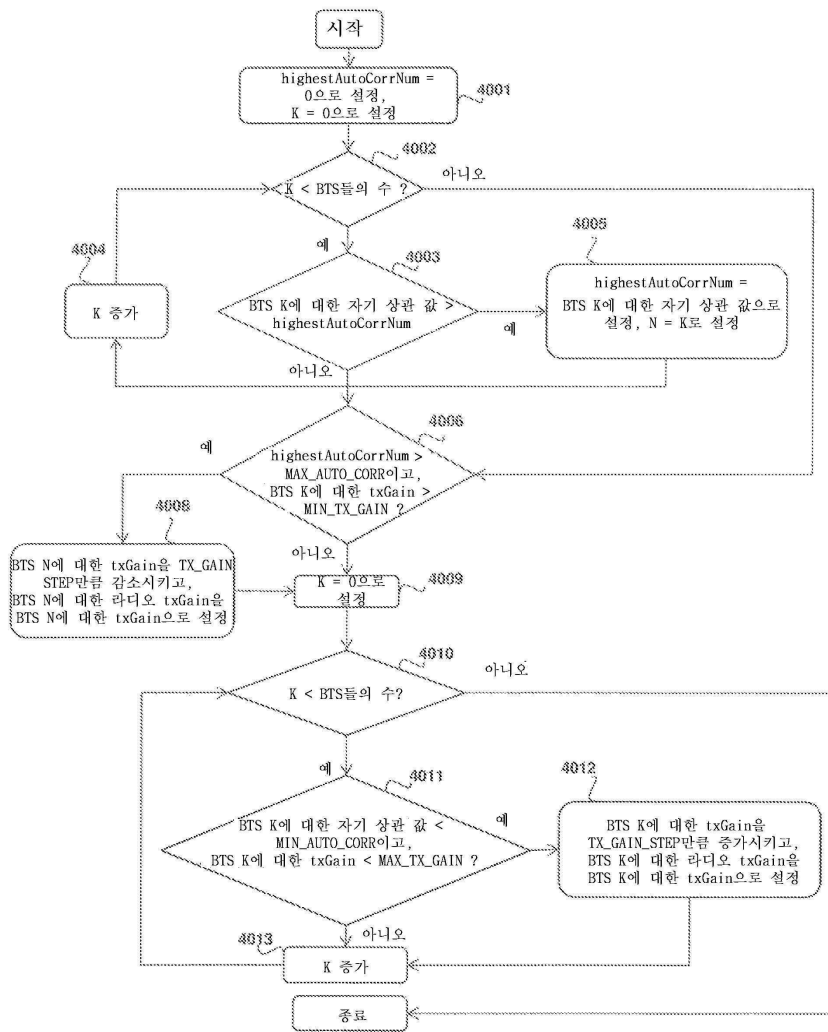 시작
highestAutoCorrNum =
0으로 설정,
K = 0으로 설정
4001
4002
K < BTS들의 수 ?
아니오
예
4003
4004
K 증가
4005
BTS K에 대한 자기 상관 값 >
highestAutoCorrNum
예
highestAutoCorrNum =
BTS K에 대한 자기 상관 값으로
설정, N = K로 설정
아니오
4006
예
highestAutoCorrNum >
MAX_AUTO_CORR이고,
BTS K에 대한 txGain >
MIN_TX_GAIN ?
4008
아니오
BTS N에 대한 txGain을 TX_GAIN
STEP만큼 감소시키고,
BTS N에 대한 라디오 txGain을
BTS N에 대한 txGain으로 설정
K = 0으로
설정
4009
4010
K < BTS들의 수?
아니오
예
4011
BTS K에 대한 자기 상관 값 <
MIN_AUTO_CORR이고,
BTS K에 대한 txGain < MAX_TX_GAIN ?
예
4012
BTS K에 대한 txGain을
TX_GAIN_STEP만큼 증가시키고,
BTS K에 대한 라디오 txGain을
BTS K에 대한 txGain으로 설정
아니오
4013
K 증가
종료